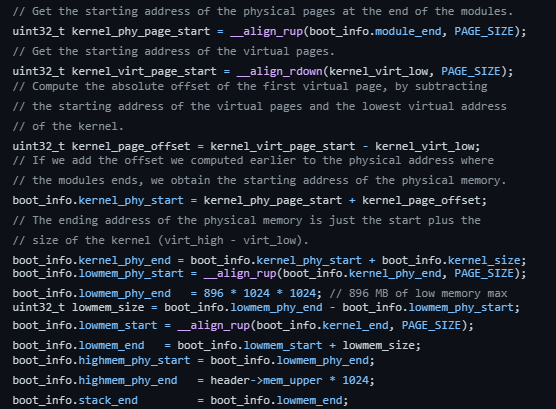 // Get the starting address of the physical pages at the end of the modules.
uint32_t kernel_phy_page_start = __align_rup(boot_info.module_end, PAGE_SIZE);
// Get the starting address of the virtual pages.
uint32_t kernel_virt_page_start = __align_rdown(kernel_virt_low, PAGE_SIZE);
// Compute the absolute offset of the first virtual page, by subtracting
// the starting address of the virtual pages and the lowest virtual address
// of the kernel.
uint32_t kernel_page_offset = kernel_virt_page_start - kernel_virt_low;
// If we add the offset we computed earlier to the physical address where
// the modules ends, we obtain the starting address of the physical memory.
boot_info.kernel_phy_start = kernel_phy_page_start + kernel_page_offset;
// The ending address of the physical memory is just the start plus the
// size of the kernel (virt_high - virt_low).
boot_info.kernel_phy_end = boot_info.kernel_phy_start + boot_info.kernel_size;
boot_info.lowmem_phy_start = __align_rup(boot_info.kernel_phy_end, PAGE_SIZE);
boot_info.lowmem_phy_end   = 896 * 1024 * 1024; // 896 MB of low memory max
uint32_t lowmem_size = boot_info.lowmem_phy_end - boot_info.lowmem_phy_start;
boot_info.lowmem_start = __align_rup(boot_info.kernel_end, PAGE_SIZE);
boot_info.lowmem_end   = boot_info.lowmem_start + lowmem_size;
boot_info.highmem_phy_start = boot_info.lowmem_phy_end;
boot_info.highmem_phy_end   = header->mem_upper * 1024;
boot_info.stack_end         = boot_info.lowmem_end;